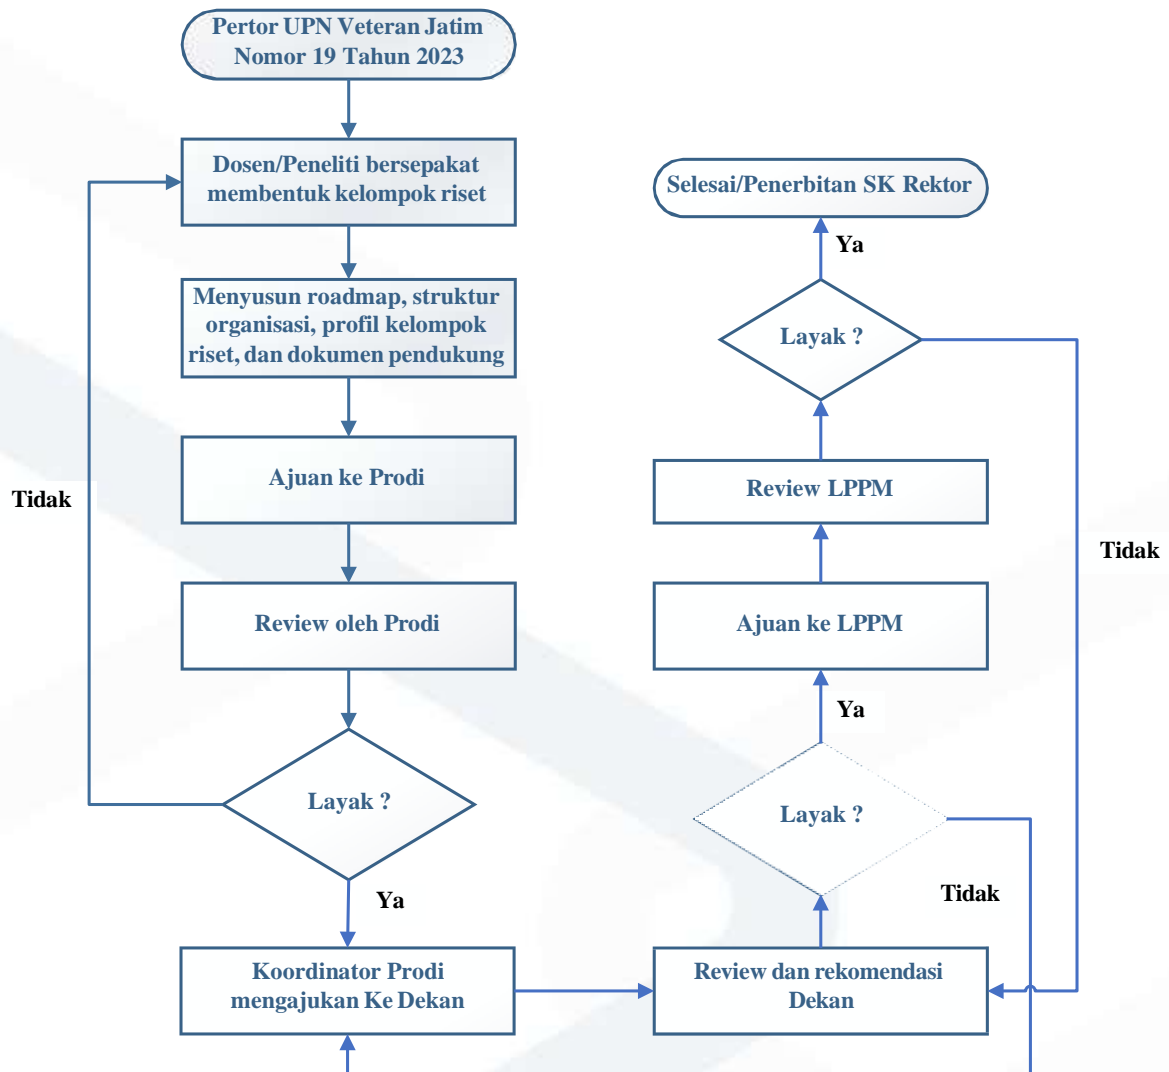 Pertor UPN Veteran Jatim
Nomor 19 Tahun 2023
Dosen/Peneliti bersepakat
membentuk kelompok riset
Menyusun roadmap, struktur
organisasi, profil kelompok
riset, dan dokumen pendukung
Ajuan ke Prodi
Tidak
Review oleh Prodi
Layak ?
Ya
Koordinator Prodi
mengajukan Ke Dekan
Review dan rekomendasi
Dekan
Tidak
Layak ?
Ya
Ajuan ke LPPM
Review LPPM
Tidak
Layak ?
Ya
Selesai/Penerbitan SK Rektor